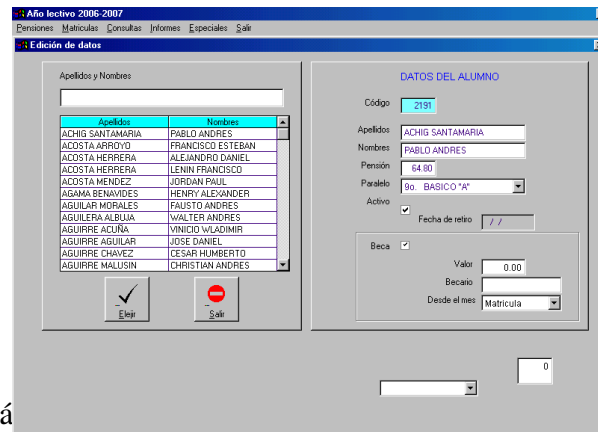 Año lectivo 2006-2007
Pensiones Matriculas Consultas Informes Especiales Salir
Edición de datos
Apellidos y Nombres
Apellidos Nombres
ACHIG SANTAMARIA PABLO ANDRES
ACOSTA ARROYO FRANCISCO ESTEBAN
ACOSTA HERRERA ALEJANDRO DANIEL
ACOSTA HERRERA LENIN FRANCISCO
ACOSTA MENDEZ JORDAN PAUL
AGAMA BENAVIDES HENRY ALEXANDER
AGUILAR MORALES FAUSTO ANDRES
AGUILERA ALBUJA WALTER ANDRES
AGUIRRE ACUÑA VINICIO WLADIMIR
AGUIRRE AGUILAR JOSE DANIEL
AGUIRRE CHAVEZ CESAR HUMBERTO
AGUIRRE MALUSIN CHRISTIAN ANDRES
Elejir Salir
DATOS DEL ALUMNO
Código 2191
Apellidos ACHIG SANTAMARIA
Nombres PABLO ANDRES
Pensión 64.80
Paralelo 9o. BASICO "A"
Activo
Fecha de retiro / /
Beca
Valor 0.00
Becario
Desde el mes Matricula
0
á